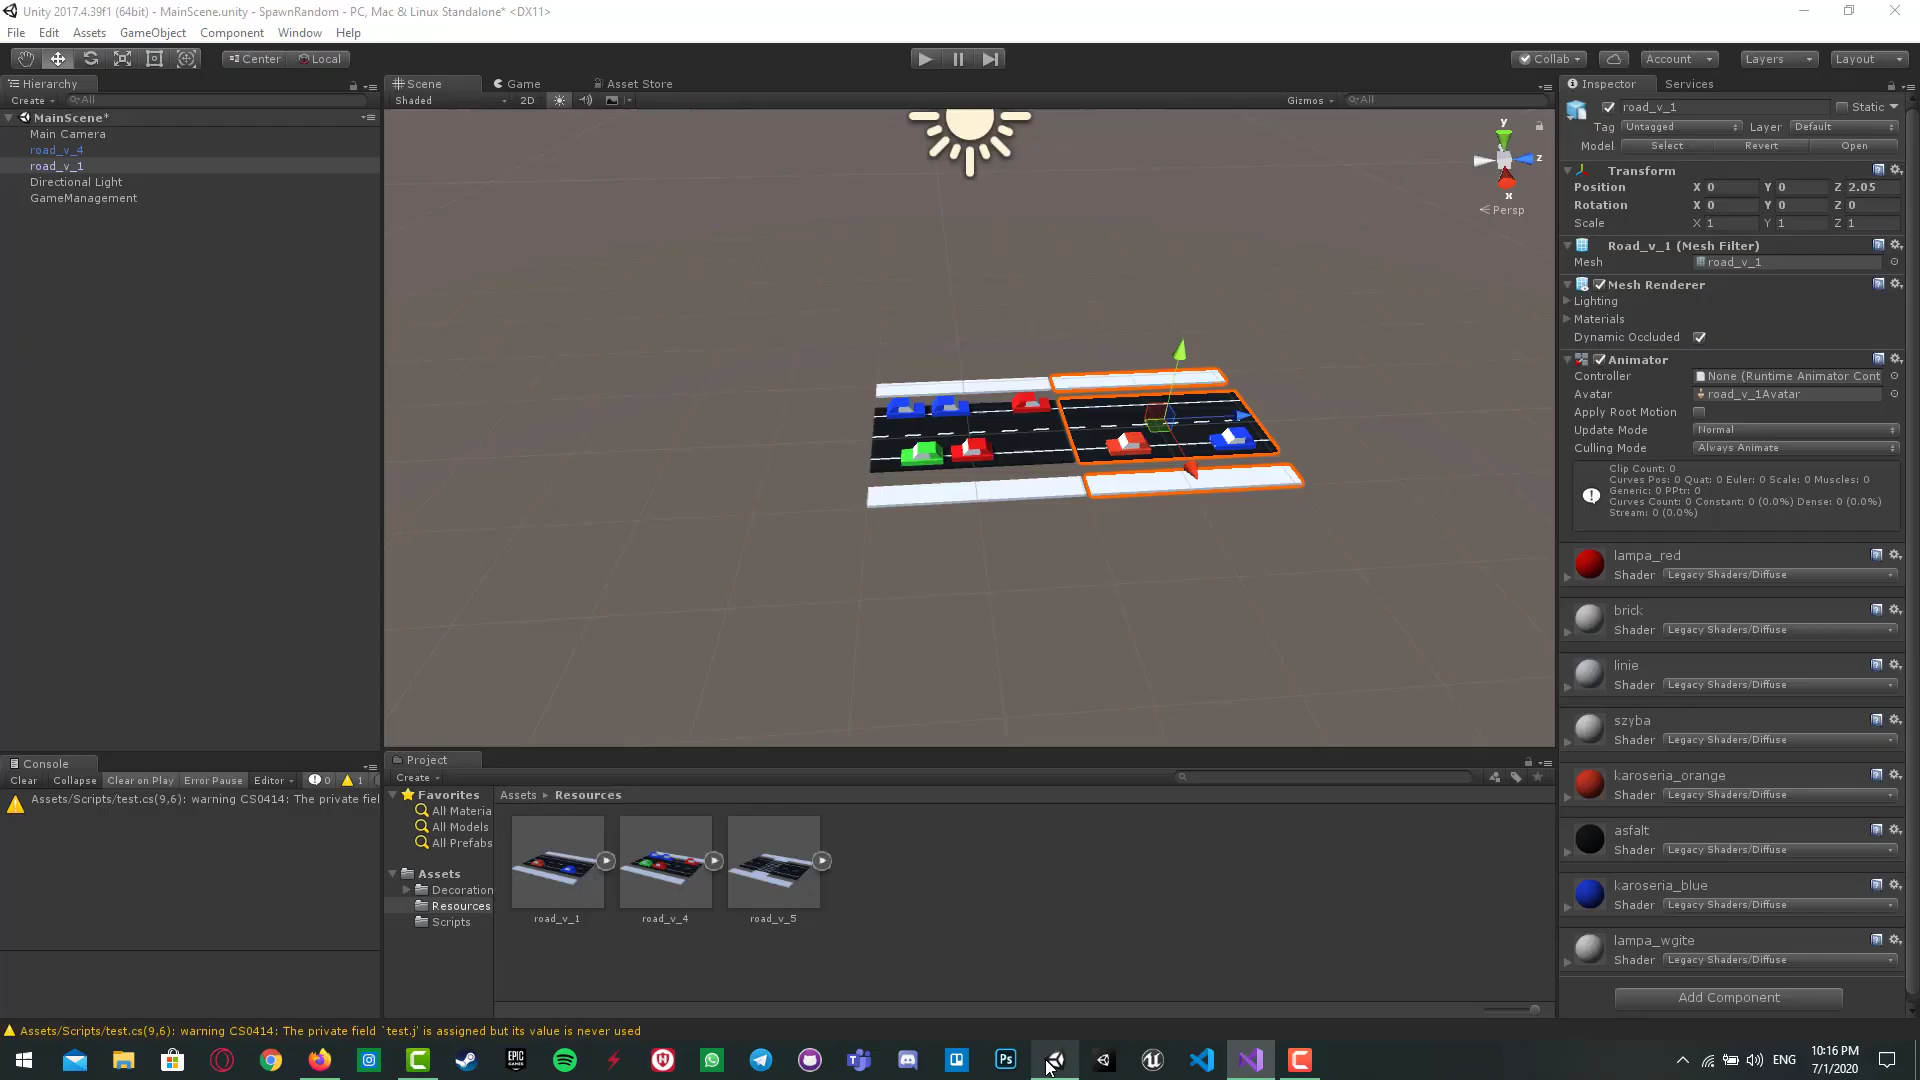 Unity 2017.4.39f1 (64bit) - MainScene.unity - SpawnRandom - PC, Mac & Linux Standalone* <DX11>
File Edit Assets GameObject Component Window Help
Center Local
Collab Account Layers Layout
Hierarchy
Create All
MainScene*
Main Camera
road_v_4
road_v_1
Directional Light
GameManagement
Scene Game Asset Store
Shaded 2D Gizmos All
y
z
x
Persp
Inspector Services
road_v_1 Static
Tag Untagged Layer Default
Model Select Revert Open
Transform
Position X 0 Y 0 Z 2.05
Rotation X 0 Y 0 Z 0
Scale X 1 Y 1 Z 1
Road_v_1 (Mesh Filter)
Mesh road_v_1
Mesh Renderer
Lighting
Materials
Dynamic Occluded
Animator
Controller None (Runtime Animator Cont
Avatar road_v_1Avatar
Apply Root Motion
Update Mode Normal
Culling Mode Always Animate
Clip Count: 0
Curves Pos: 0 Quat: 0 Euler: 0 Scale: 0 Muscles: 0
Generic: 0 PPtr: 0
Curves Count: 0 Constant: 0 (0.0%) Dense: 0 (0.0%)
Stream: 0 (0.0%)
lampa_red
Shader Legacy Shaders/Diffuse
brick
Shader Legacy Shaders/Diffuse
linie
Shader Legacy Shaders/Diffuse
szyba
Shader Legacy Shaders/Diffuse
karoseria_orange
Shader Legacy Shaders/Diffuse
asfalt
Shader Legacy Shaders/Diffuse
karoseria_blue
Shader Legacy Shaders/Diffuse
lampa_wgite
Shader Legacy Shaders/Diffuse
Add Component
Console
Clear Collapse Clear on Play Error Pause Editor 0 1
Assets/Scripts/test.cs(9,6): warning CS0414: The private fiel
Project
Create
Favorites
All Materia
All Models
All Prefabs
Assets
Decoration
Resources
Scripts
Assets Resources
road_v_1
road_v_4
road_v_5
Assets/Scripts/test.cs(9,6): warning CS0414: The private field `test.j' is assigned but its value is never used
EPIC GAMES
Ps
ENG
10:16 PM
7/1/2020